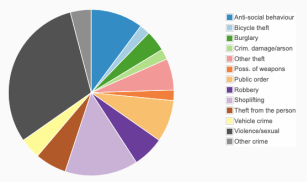 Anti-social behaviour
Bicycle theft
Burglary
Crim. damage/arson
Other theft
Poss. of weapons
Public order
Robbery
Shoplifting
Theft from the person
Vehicle crime
Violence/sexual
Other crime